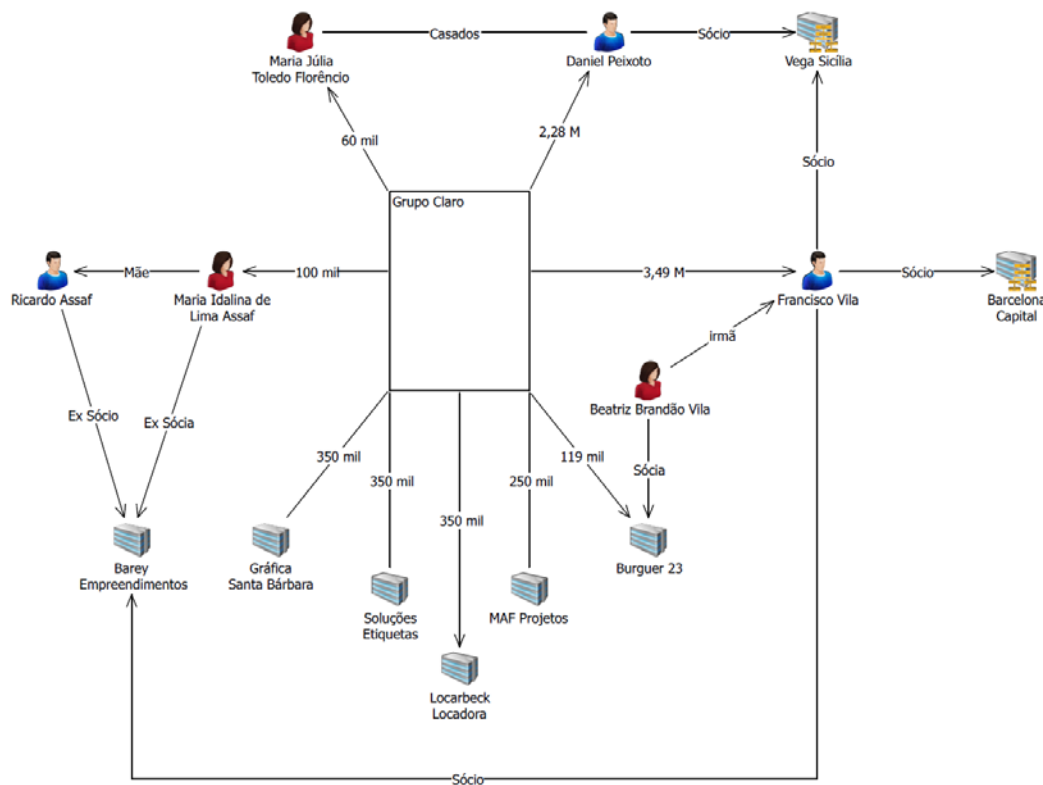 Maria Júlia
Toledo Florêncio
Casados
Daniel Peixoto
Sócio
Vega Sicília
60 mil
2,28 M
Sócio
Grupo Claro
Ricardo Assaf
Mãe
Maria Idalina de
Lima Assaf
100 mil
3,49 M
Francisco Vila
Sócio
Barcelona
Capital
irmã
Beatriz Brandão Vila
Ex Sócio
Ex Sócia
350 mil
350 mil
350 mil
250 mil
119 mil
Sócia
Barey
Empreendimentos
Gráfica
Santa Bárbara
Soluções
Etiquetas
Locarbeck
Locadora
MAF Projetos
Burguer 23
Sócio